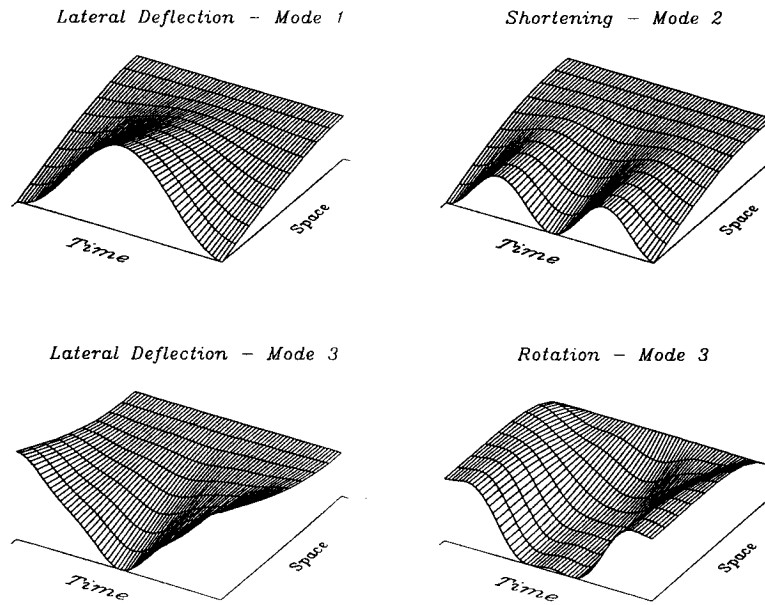 Lateral Deflection – Mode 1
Shortening – Mode 2
Time
Space
Time
Space
Lateral Deflection – Mode 3
Rotation – Mode 3
Time
Space
Time
Space